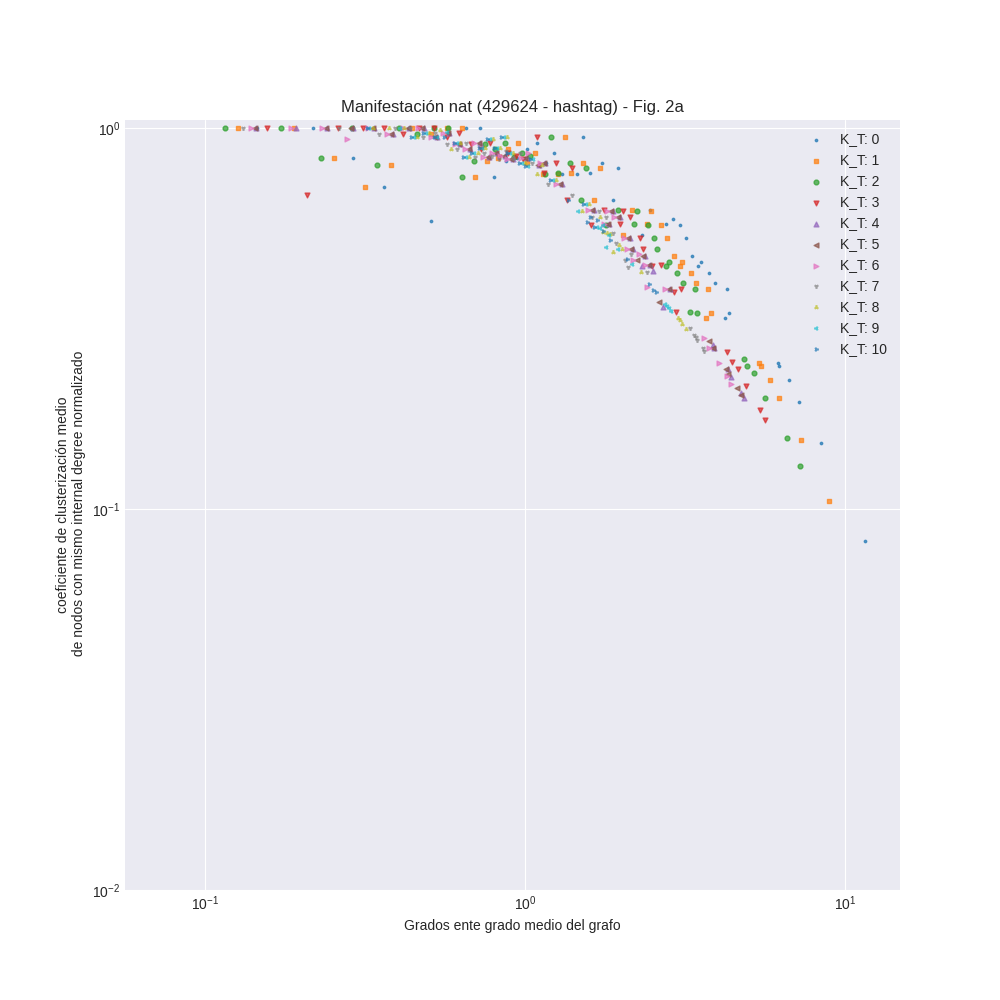 Manifestación nat (429624 - hashtag) - Fig. 2a
10^0
10^-1
10^-2
coeficiente de clusterización medio
de nodos con mismo internal degree normalizado
K_T: 0
K_T: 1
K_T: 2
K_T: 3
K_T: 4
K_T: 5
K_T: 6
K_T: 7
K_T: 8
K_T: 9
K_T: 10
10^-1
10^0
10^1
Grados ente grado medio del grafo